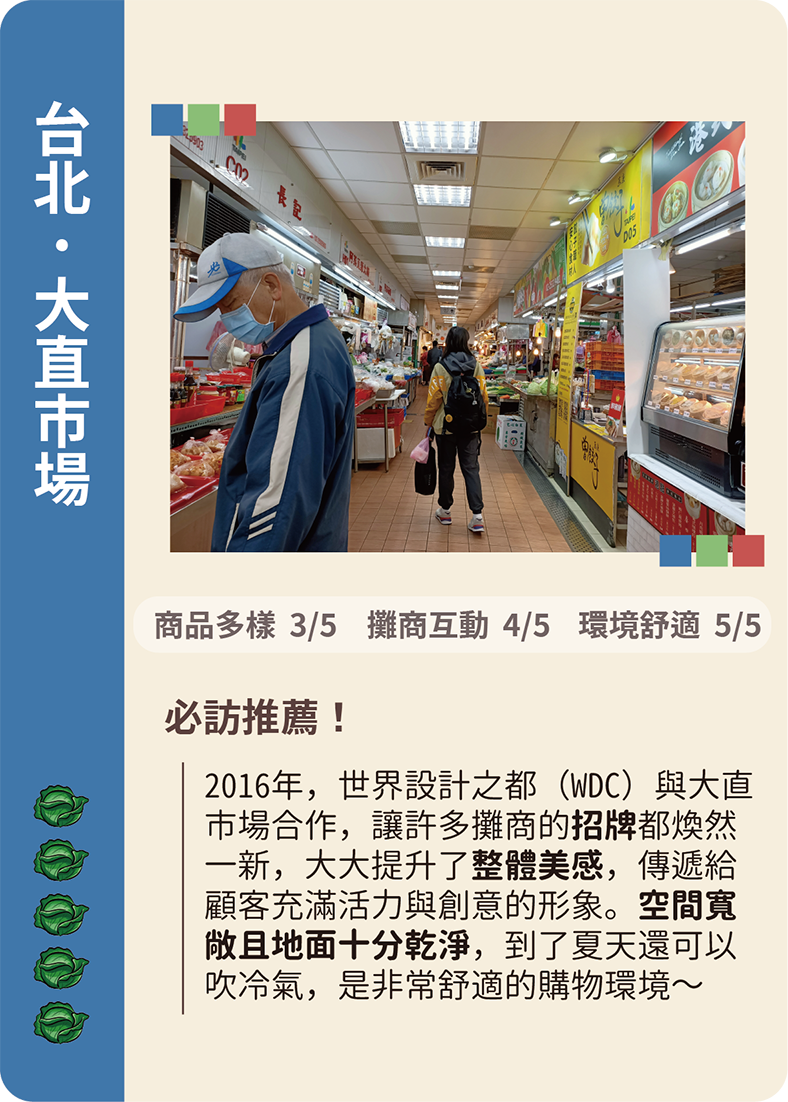 台北・大直市場
C02
長記
D05
商品多樣 3/5 攤商互動 4/5 環境舒適 5/5
必訪推薦！
2016年，世界設計之都（WDC）與大直
市場合作，讓許多攤商的招牌都煥然
一新，大大提升了整體美感，傳遞給
顧客充滿活力與創意的形象。空間寬
敞且地面十分乾淨，到了夏天還可以
吹冷氣，是非常舒適的購物環境～